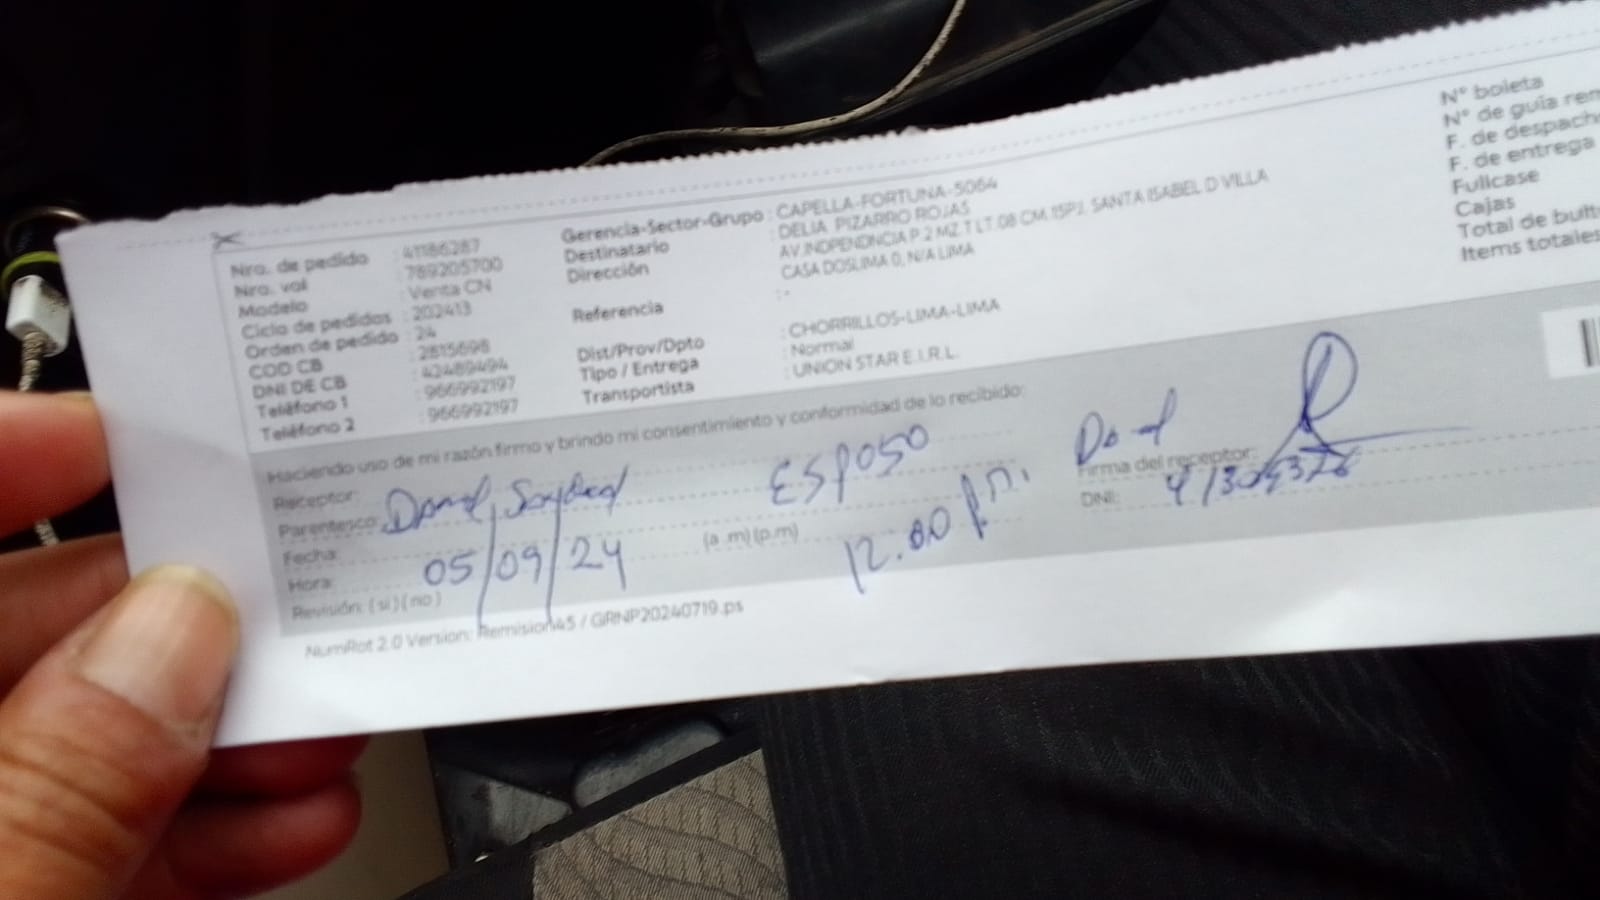 Nro. de pedido : 41186287
Nro. vol : 789205700
Modelo : Venta CN
Ciclo de pedidos : 202413
Orden de pedido : 24
COD CB : 2815698
DNI DE CB : 42489494
Teléfono 1 : 966992197
Teléfono 2 : 966992197
Gerencia-Sector-Grupo : CAPELLA-FORTUNA-5064
Destinatario : DELIA PIZARRO ROJAS
Dirección : AV.INDPENDNCIA P.2 MZ.T LT.08 CM.15PJ. SANTA ISABEL D VILLA
CASA DOSLIMA 0, N/A LIMA
Referencia : -
Dist/Prov/Dpto : CHORRILLOS-LIMA-LIMA
Tipo / Entrega : Normal
Transportista : UNION STAR E.I.R.L.
N° boleta
N° de guía rem
F. de despacho
F. de entrega
Fullcase
Cajas
Total de bult
Items totales
Haciendo uso de mi razón firmo y brindo mi consentimiento y conformidad de lo recibido:
Receptor:
Parentesco: ESPOSO
Fecha: 05/09/24
Hora: (a .m) (p.m) 12.00 p.m.
Revisión: ( si ) ( no )
Firma del receptor:
DNI:
NumRot 2.0 Version: Remision45 / GRNP20240719.ps